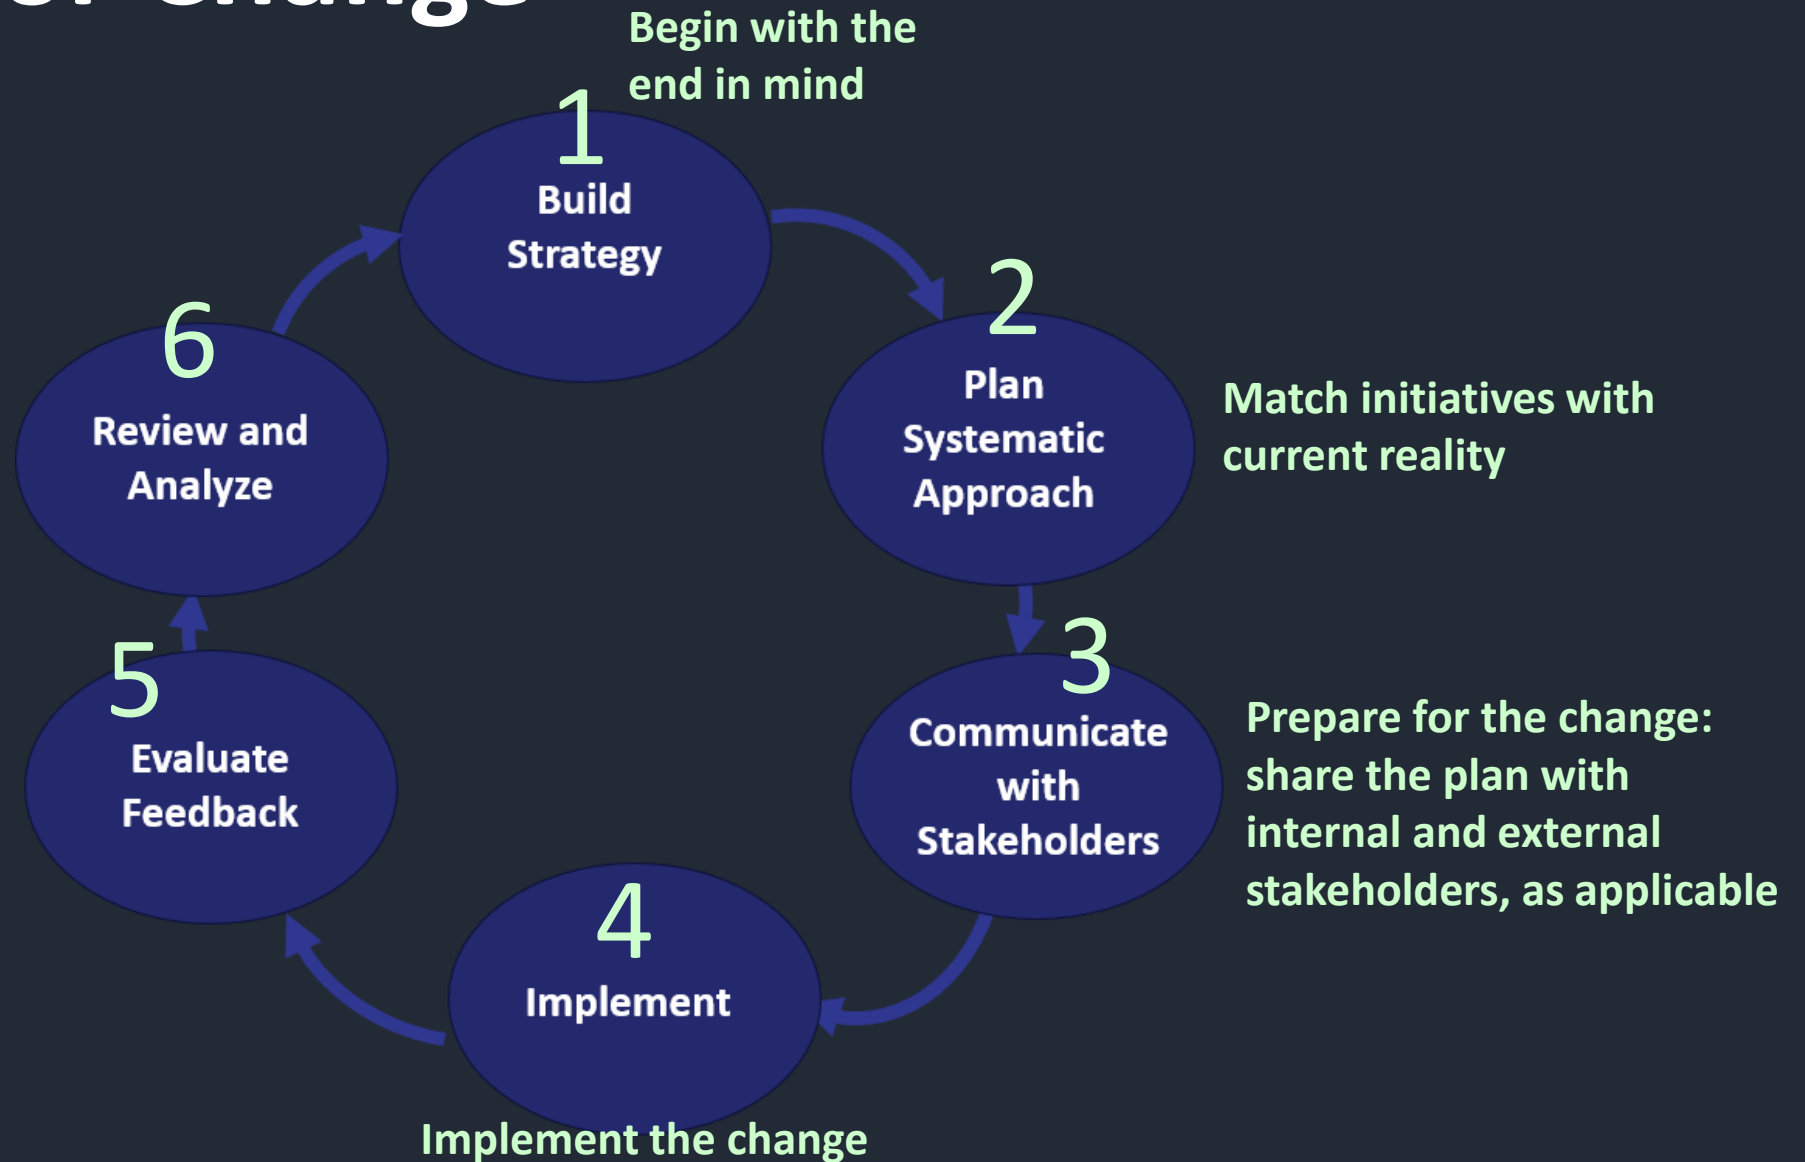 or Change
Begin with the
end in mind
1
Build
Strategy
2
Plan
Systematic
Approach
Match initiatives with
current reality
3
Communicate
with
Stakeholders
Prepare for the change:
share the plan with
internal and external
stakeholders, as applicable
4
Implement
Implement the change
5
Evaluate
Feedback
6
Review and
Analyze